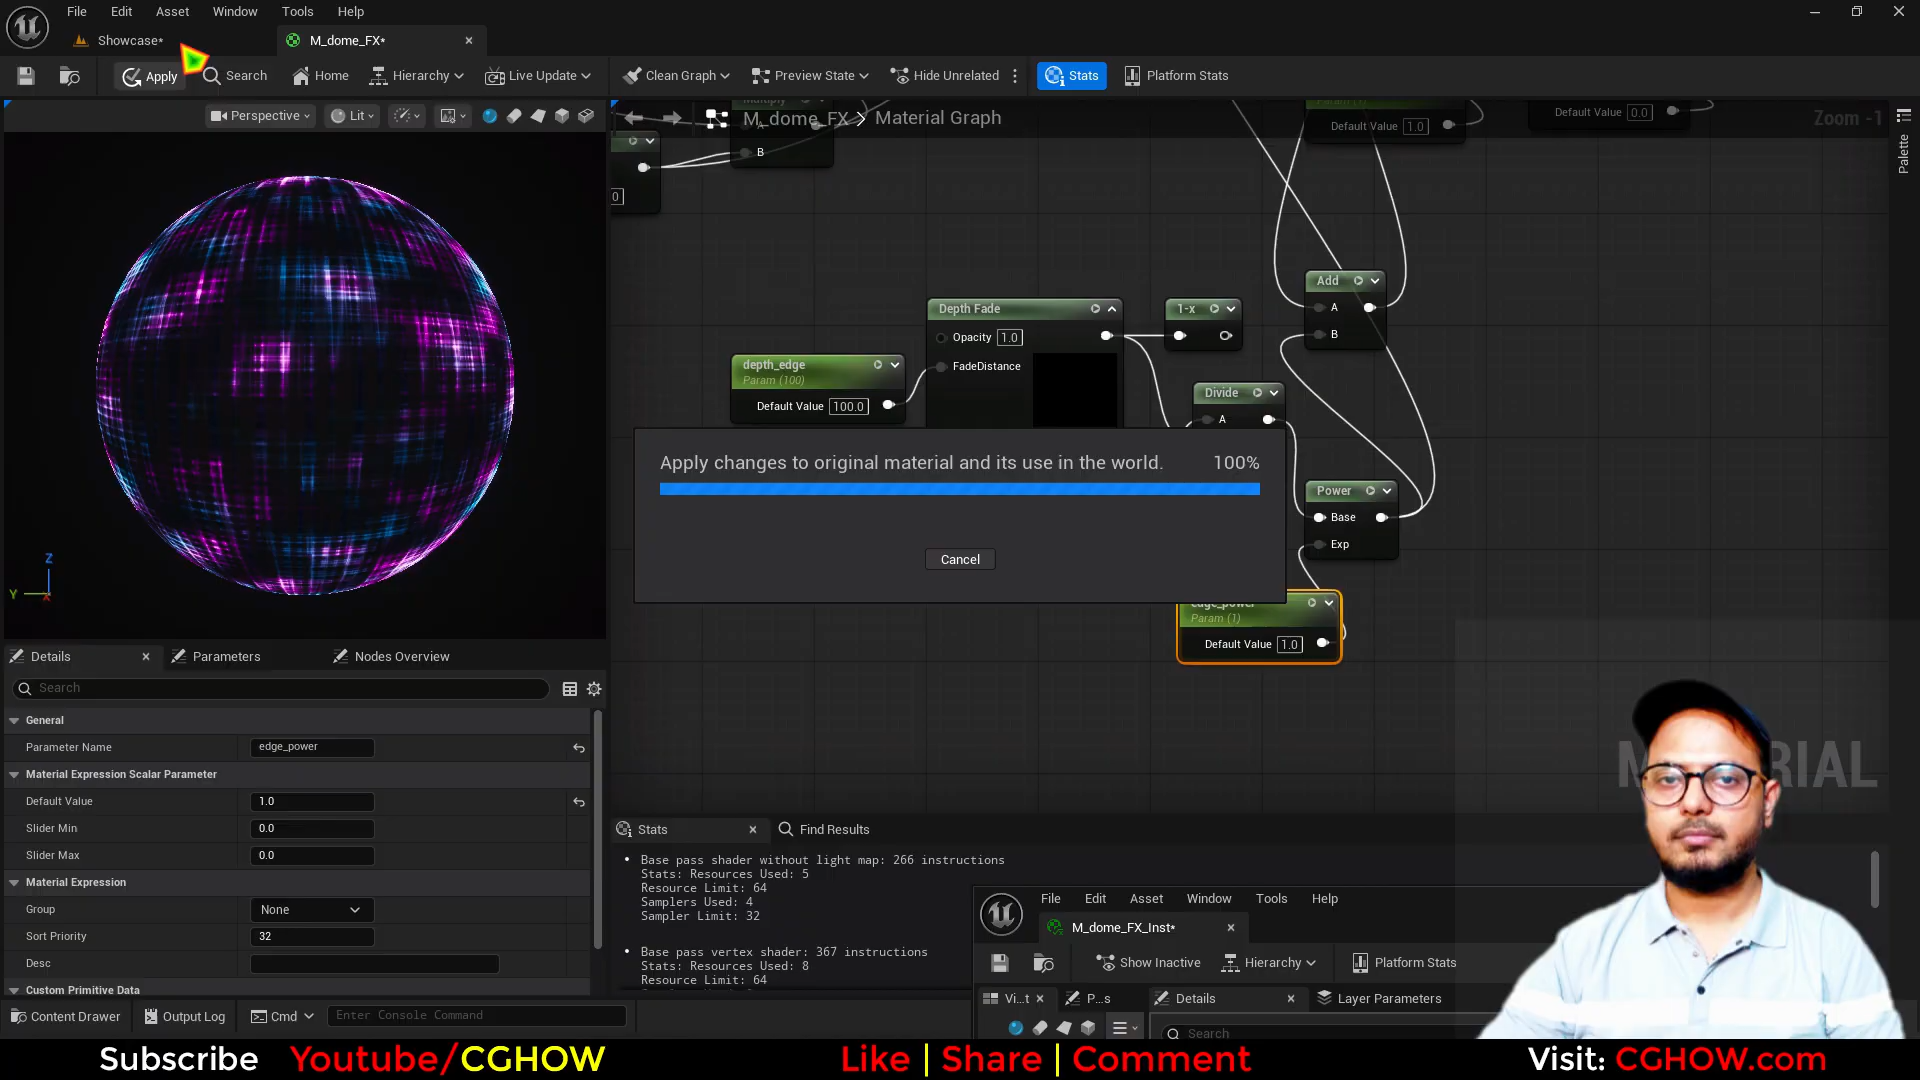 File Edit Asset Window Tools Help
Showcase* M_dome_FX*
Apply Search Home Hierarchy Live Update Clean Graph Preview State Hide Unrelated Stats Platform Stats
Perspective Lit
M_dome_FX > Material Graph
Zoom -1
Palette
Default Value 1.0
Default Value 0.0
B
0
Add
A
B
Depth Fade
Opacity 1.0
FadeDistance
1-x
depth_edge
Param (100)
Default Value 100.0
Divide
A
Apply changes to original material and its use in the world. 100%
Cancel
Power
Base
Exp
edge_power
Param (1)
Default Value 1.0
Z
Y
X
Details Parameters Nodes Overview
Search
General
Parameter Name edge_power
Material Expression Scalar Parameter
Default Value 1.0
Slider Min 0.0
Slider Max 0.0
Material Expression
Group None
Sort Priority 32
Desc
Custom Primitive Data
Stats Find Results
Base pass shader without light map: 266 instructions
Stats: Resources Used: 5
Resource Limit: 64
Samplers Used: 4
Sampler Limit: 32
Base pass vertex shader: 367 instructions
Stats: Resources Used: 8
Resource Limit: 64
File Edit Asset Window Tools Help
M_dome_FX_Inst*
Show Inactive Hierarchy Platform Stats
Vi...t P...s Details Layer Parameters
Search
Content Drawer Output Log Cmd Enter Console Command
Subscribe Youtube/CGHOW Like | Share | Comment Visit: CGHOW.com